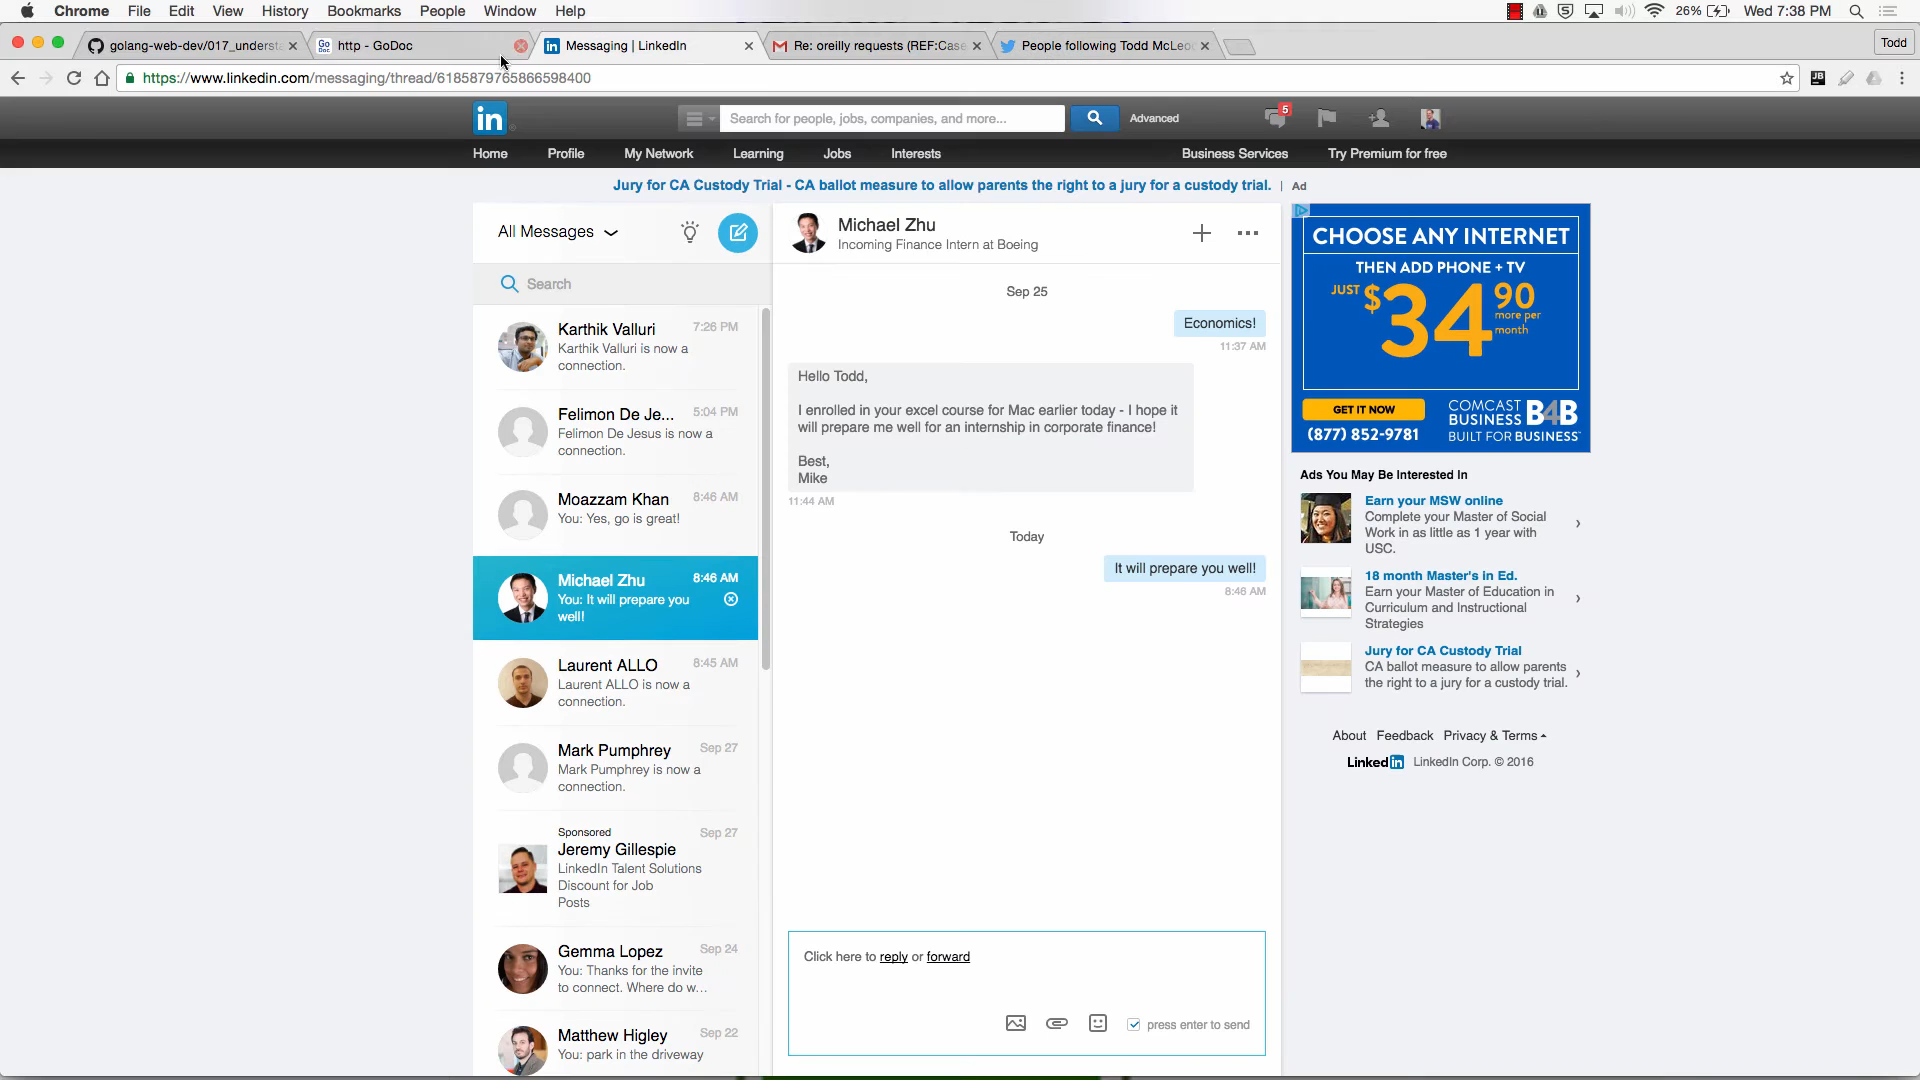 Chrome File Edit View History Bookmarks People Window Help 26% Wed 7:38 PM
golang-web-dev/017_underst
http - GoDoc
Messaging | LinkedIn
Re: oreilly requests (REF:Case
People following Todd McLeo
Todd
https://www.linkedin.com/messaging/thread/6185879765866598400
Search for people, jobs, companies, and more...
Advanced
5
Home Profile My Network Learning Jobs Interests Business Services Try Premium for free
Jury for CA Custody Trial - CA ballot measure to allow parents the right to a jury for a custody trial. | Ad
All Messages
Search
Karthik Valluri 7:26 PM
Karthik Valluri is now a
connection.
Felimon De Je... 5:04 PM
Felimon De Jesus is now a
connection.
Moazzam Khan 8:46 AM
You: Yes, go is great!
Michael Zhu 8:46 AM
You: It will prepare you
well!
Laurent ALLO 8:45 AM
Laurent ALLO is now a
connection.
Mark Pumphrey Sep 27
Mark Pumphrey is now a
connection.
Sponsored Sep 27
Jeremy Gillespie
LinkedIn Talent Solutions
Discount for Job
Posts
Gemma Lopez Sep 24
You: Thanks for the invite
to connect. Where do w...
Matthew Higley Sep 22
You: park in the driveway
Michael Zhu
Incoming Finance Intern at Boeing
Sep 25
Economics!
11:37 AM
Hello Todd,
I enrolled in your excel course for Mac earlier today - I hope it
will prepare me well for an internship in corporate finance!
Best,
Mike
11:44 AM
Today
It will prepare you well!
8:46 AM
Click here to reply or forward
press enter to send
CHOOSE ANY INTERNET
THEN ADD PHONE + TV
JUST $34.90
more per
month
GET IT NOW
(877) 852-9781
COMCAST
BUSINESS B4B
BUILT FOR BUSINESS
Ads You May Be Interested In
Earn your MSW online
Complete your Master of Social
Work in as little as 1 year with
USC.
18 month Master's in Ed.
Earn your Master of Education in
Curriculum and Instructional
Strategies
Jury for CA Custody Trial
CA ballot measure to allow parents
the right to a jury for a custody trial.
About Feedback Privacy & Terms
LinkedIn LinkedIn Corp. © 2016